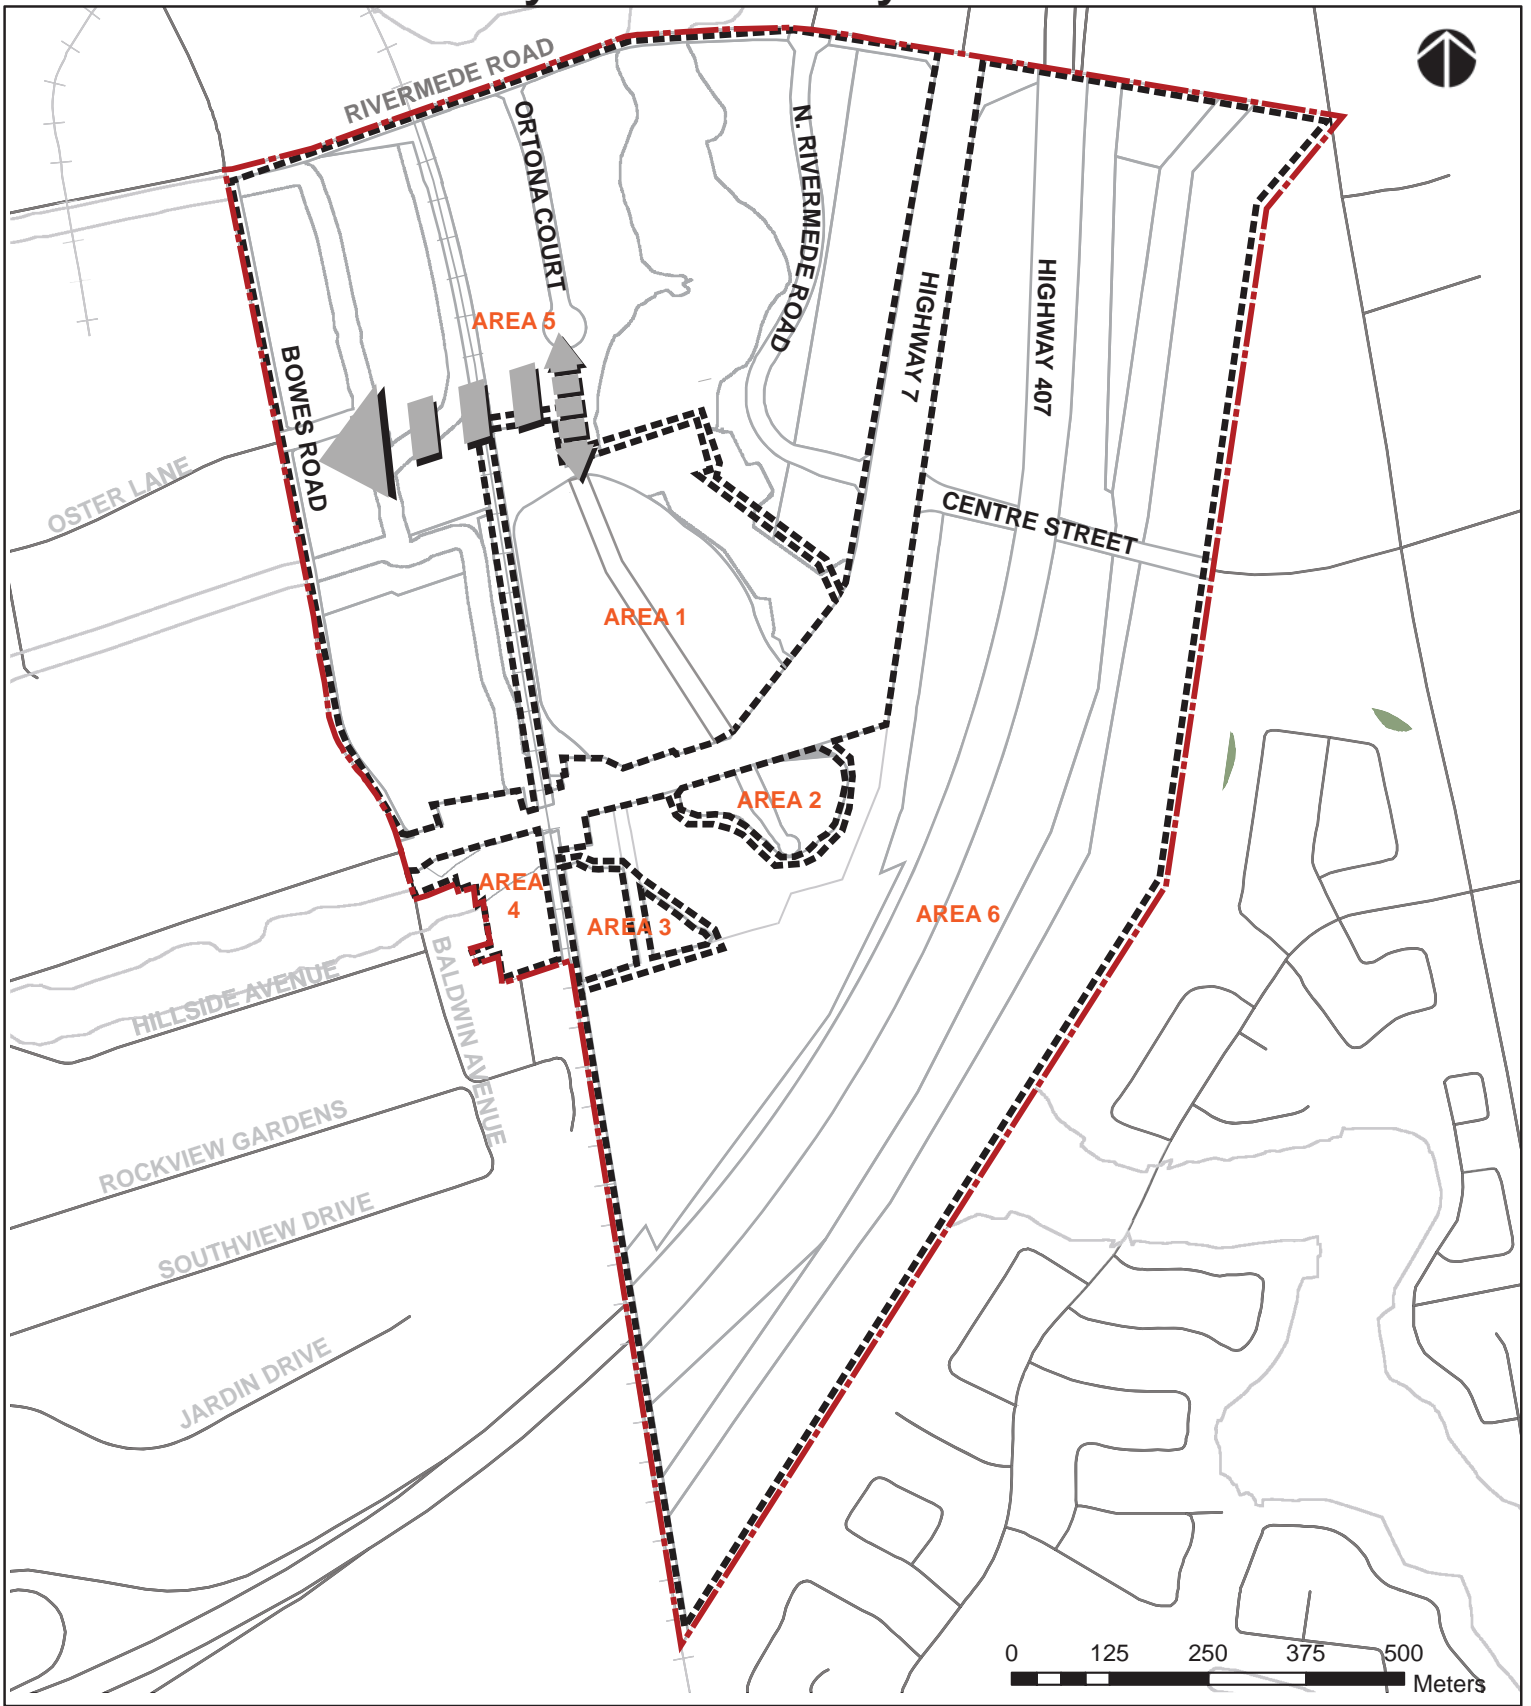 RIVERMEDE ROAD
ORTONA COURT
N. RIVERMEDE ROAD
HIGHWAY 7
HIGHWAY 407
AREA 5
BOWES ROAD
OSTER LANE
CENTRE STREET
AREA 1
AREA 2
AREA
4
AREA 3
AREA 6
HILLSIDE AVENUE
BALDWIN AVENUE
ROCKVIEW GARDENS
SOUTHVIEW DRIVE
JARDIN DRIVE
0 125 250 375 500
Meters